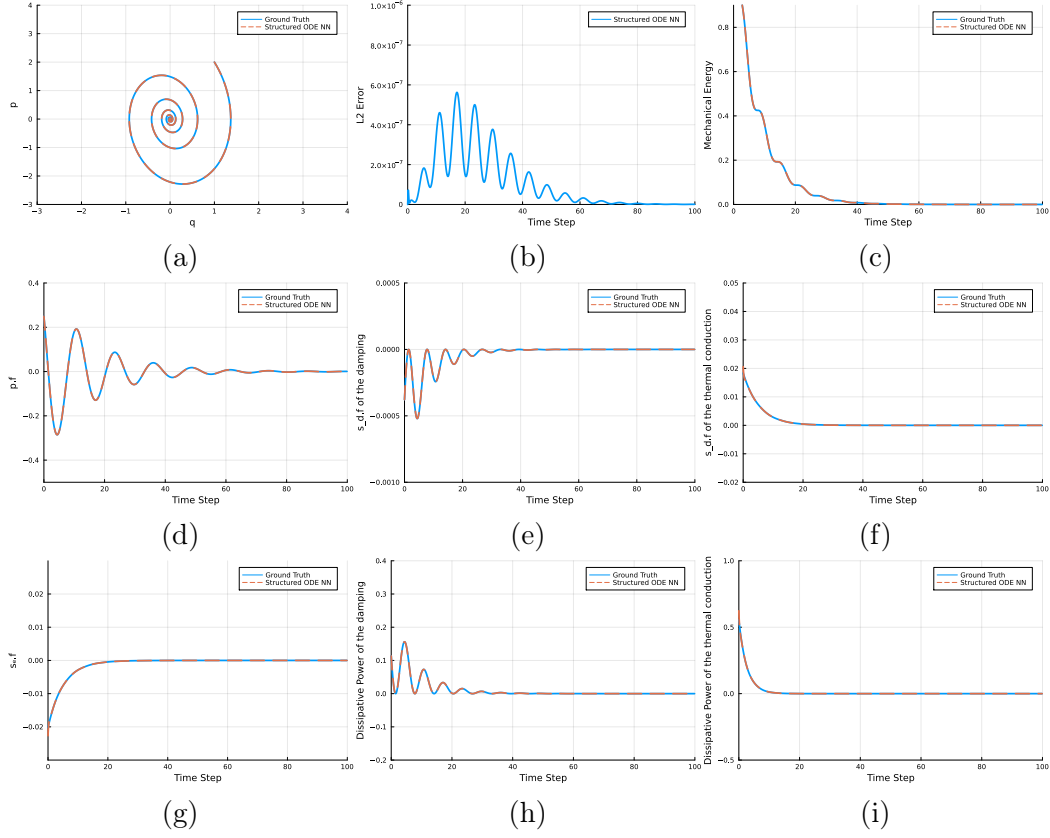 Ground Truth
Structured ODE NN
p
4
3
2
1
0
−1
−2
−3
−3
−2
−1
0
1
2
3
4
q
(a)
Structured ODE NN
L2 Error
1.0×10⁻⁶
8.0×10⁻⁷
6.0×10⁻⁷
4.0×10⁻⁷
2.0×10⁻⁷
0
0
20
40
60
80
100
Time Step
(b)
Ground Truth
Structured ODE NN
Mechanical Energy
0.8
0.6
0.4
0.2
0.0
20
40
60
80
100
Time Step
(c)
Ground Truth
Structured ODE NN
p.f
0.4
0.2
0.0
−0.2
−0.4
0
20
40
60
80
100
Time Step
(d)
Ground Truth
Structured ODE NN
s_d.f of the damping
0.0005
0.0000
−0.0005
−0.0010
0
20
40
60
80
100
Time Step
(e)
Ground Truth
Structured ODE NN
s_d.f of the thermal conduction
0.05
0.04
0.03
0.02
0.01
0.00
−0.01
−0.02
0
20
40
60
80
100
Time Step
(f)
Ground Truth
Structured ODE NN
0.02
0.01
0.00
−0.01
−0.02
0
20
40
60
80
100
Time Step
(g)
Ground Truth
Structured ODE NN
Dissipative Power of the damping
0.4
0.3
0.2
0.1
0.0
−0.1
−0.2
0
20
40
60
80
100
Time Step
(h)
Ground Truth
Structured ODE NN
Dissipative Power of the thermal conduction
1.0
0.5
0.0
−0.5
0
20
40
60
80
100
Time Step
(i)